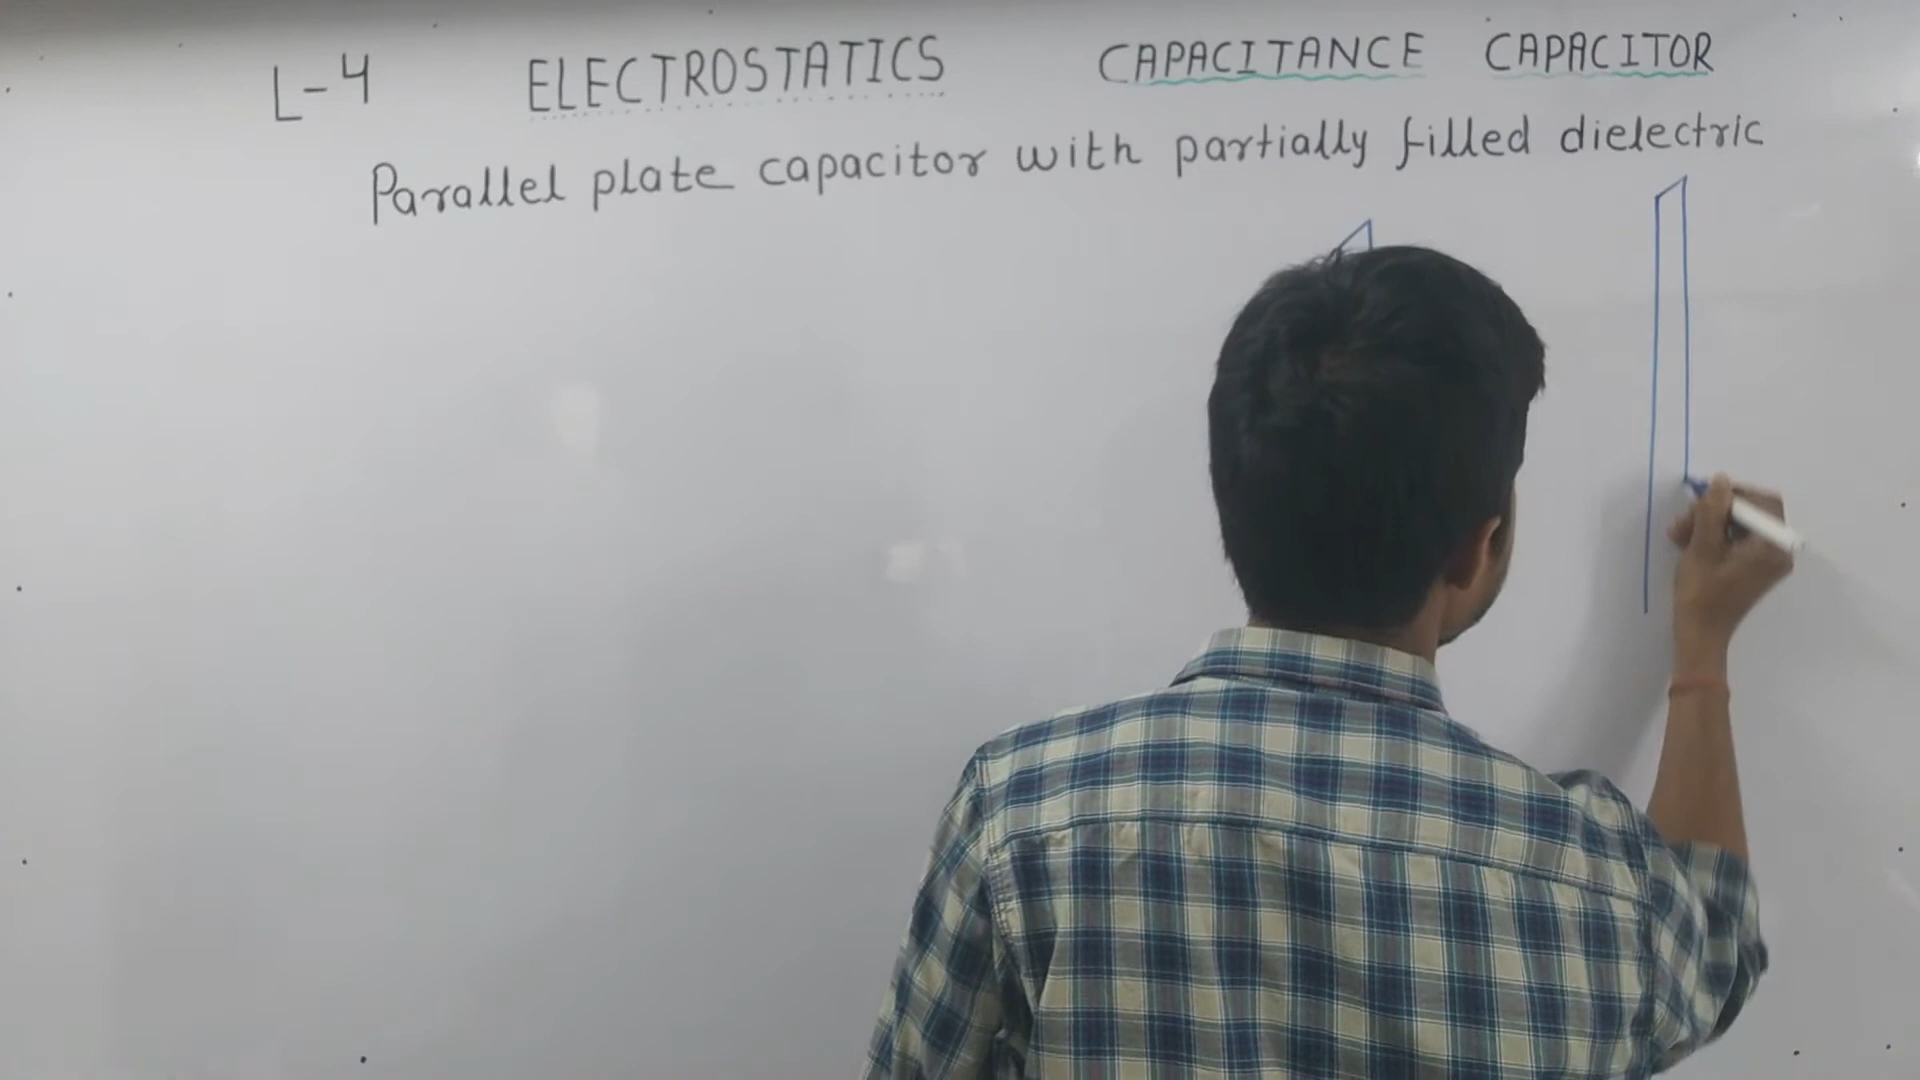 L-4 ELECTROSTATICS CAPACITANCE CAPACITOR
Parallel plate capacitor with partially filled dielectric